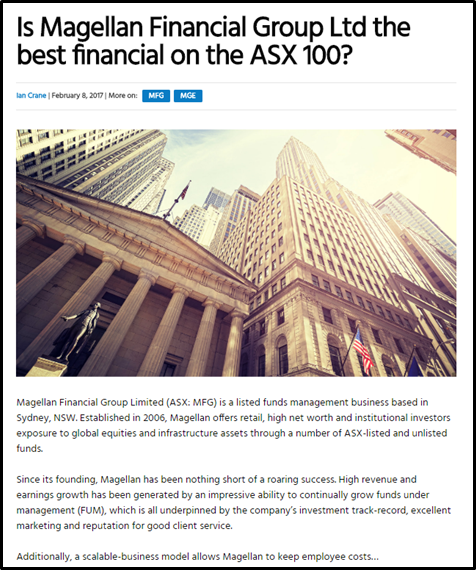 Is Magellan Financial Group Ltd the
best financial on the ASX 100?
Ian Crane | February 8, 2017 | More on: MFG MGE
Magellan Financial Group Limited (ASX: MFG) is a listed funds management business based in
Sydney, NSW. Established in 2006, Magellan offers retail, high net worth and institutional investors
exposure to global equities and infrastructure assets through a number of ASX-listed and unlisted
funds.
Since its founding, Magellan has been nothing short of a roaring success. High revenue and
earnings growth has been generated by an impressive ability to continually grow funds under
management (FUM), which is all underpinned by the company's investment track-record, excellent
marketing and reputation for good client service.
Additionally, a scalable-business model allows Magellan to keep employee costs...